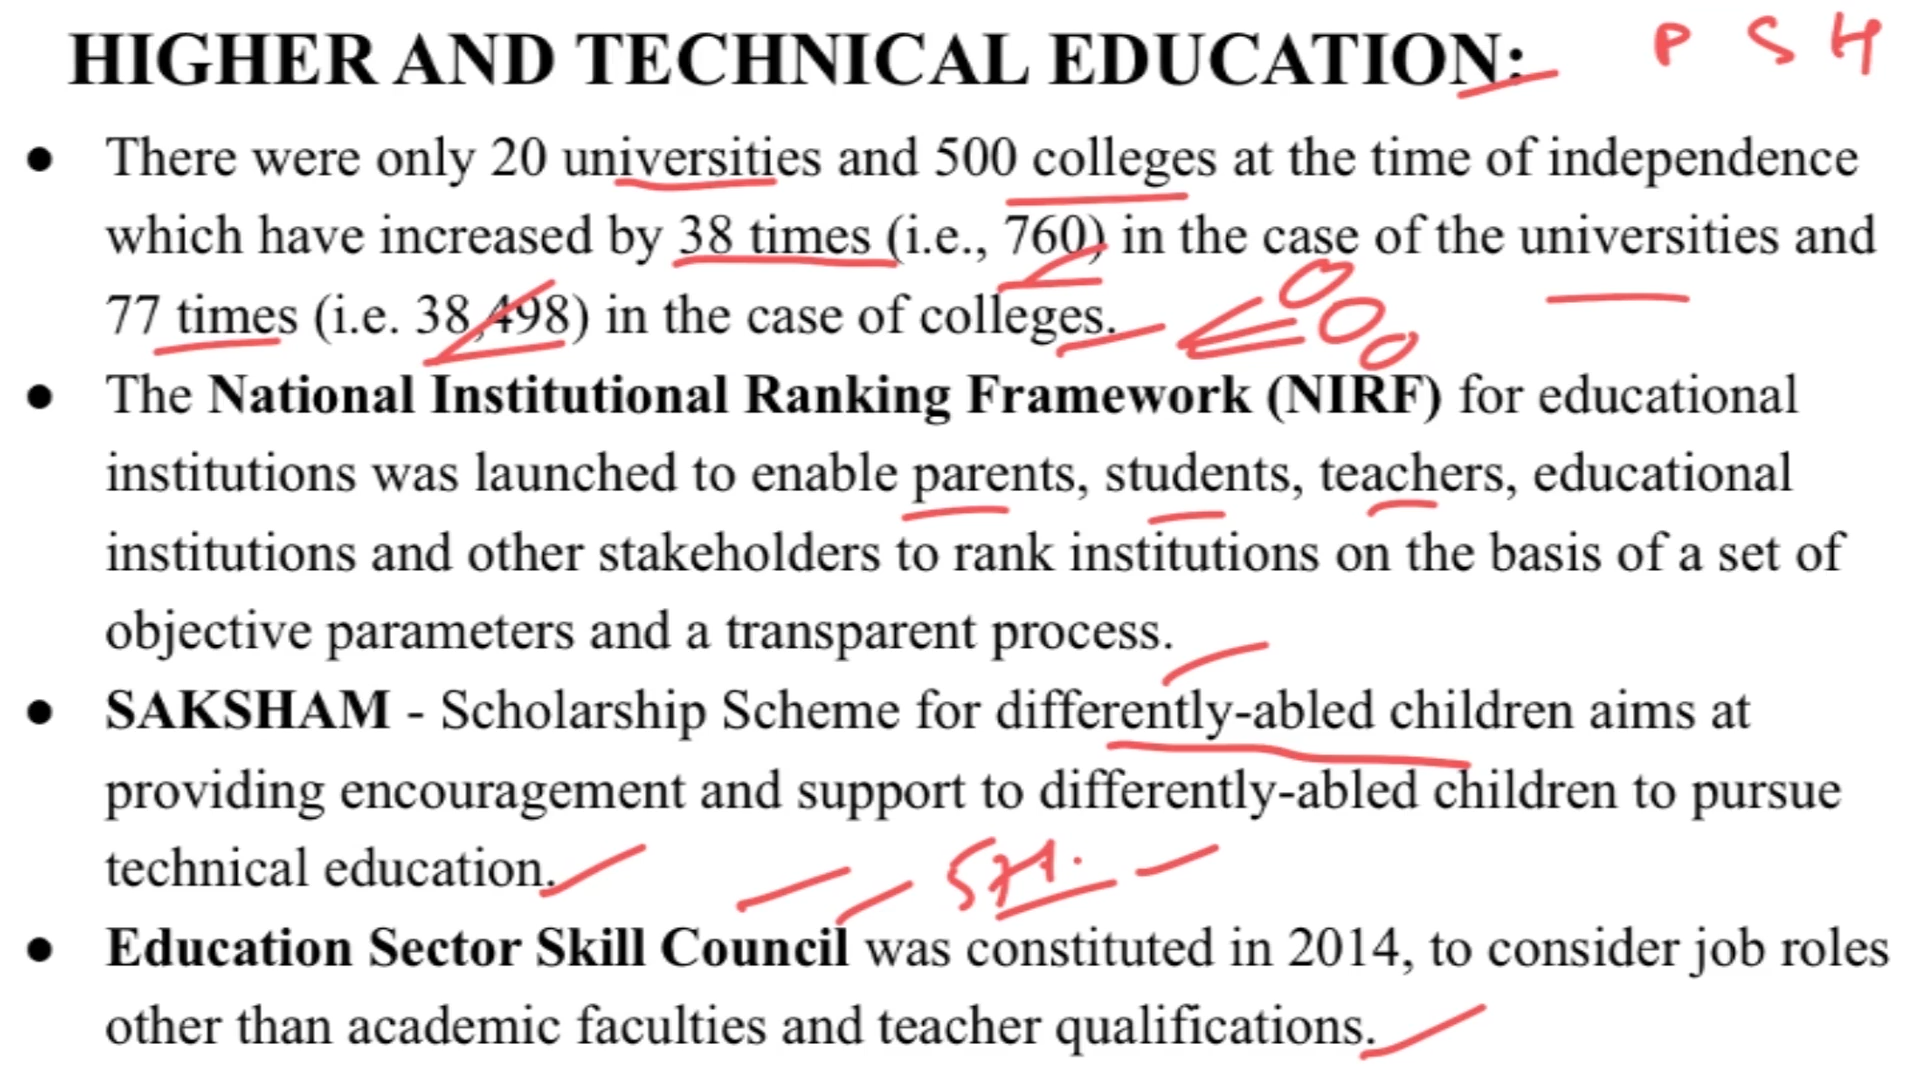 HIGHER AND TECHNICAL EDUCATION:
P S H
● There were only 20 universities and 500 colleges at the time of independence
which have increased by 38 times (i.e., 760) in the case of the universities and
77 times (i.e. 38,498) in the case of colleges.
● The National Institutional Ranking Framework (NIRF) for educational
institutions was launched to enable parents, students, teachers, educational
institutions and other stakeholders to rank institutions on the basis of a set of
objective parameters and a transparent process.
● SAKSHAM - Scholarship Scheme for differently-abled children aims at
providing encouragement and support to differently-abled children to pursue
technical education.
● Education Sector Skill Council was constituted in 2014, to consider job roles
other than academic faculties and teacher qualifications.